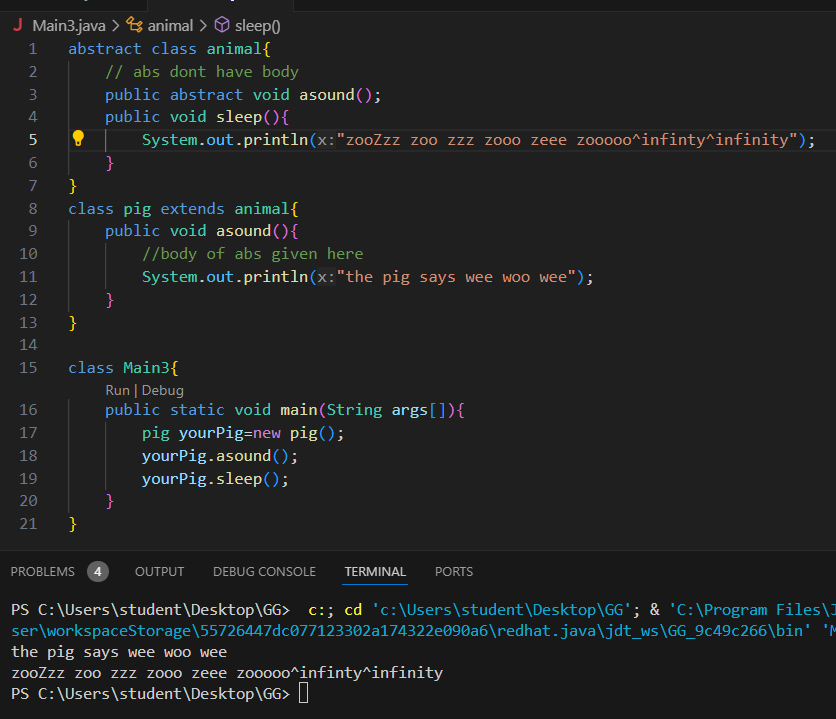 J Main3.java > animal > sleep()
1 abstract class animal{
2 // abs dont have body
3 public abstract void asound();
4 public void sleep(){
5 System.out.println(x:"zooZzz zoo zzz zooo zeee zooooo^infinty^infinity");
6 }
7 }
8 class pig extends animal{
9 public void asound(){
10 //body of abs given here
11 System.out.println(x:"the pig says wee woo wee");
12 }
13 }
14
15 class Main3{
Run | Debug
16 public static void main(String args[]){
17 pig yourPig=new pig();
18 yourPig.asound();
19 yourPig.sleep();
20 }
21 }
PROBLEMS 4 OUTPUT DEBUG CONSOLE TERMINAL PORTS
PS C:\Users\student\Desktop\GG> c:; cd 'c:\Users\student\Desktop\GG'; & 'C:\Program Files\J
ser\workspaceStorage\55726447dc077123302a174322e090a6\redhat.java\jdt_ws\GG_9c49c266\bin' 'M
the pig says wee woo wee
zooZzz zoo zzz zooo zeee zooooo^infinty^infinity
PS C:\Users\student\Desktop\GG>